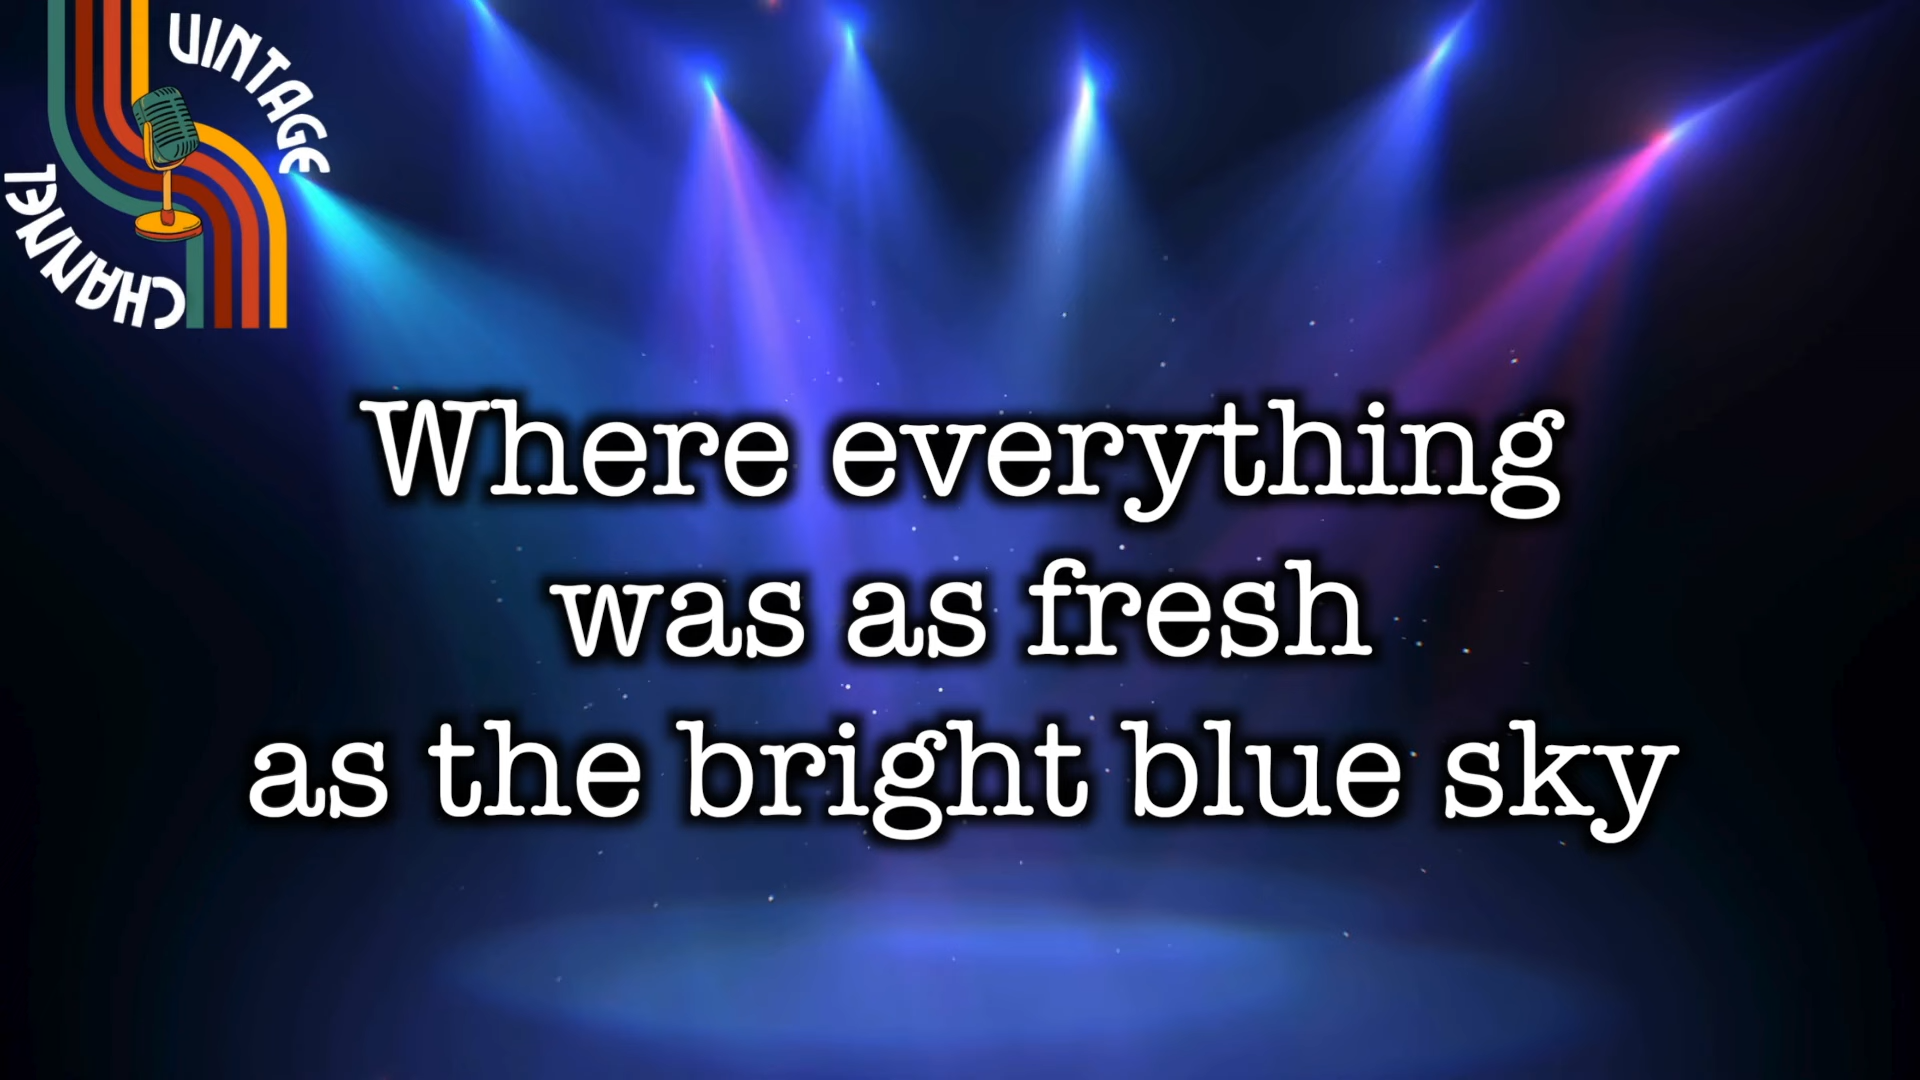 VINTAGE
CHANNEL
Where everything
was as fresh
as the bright blue sky